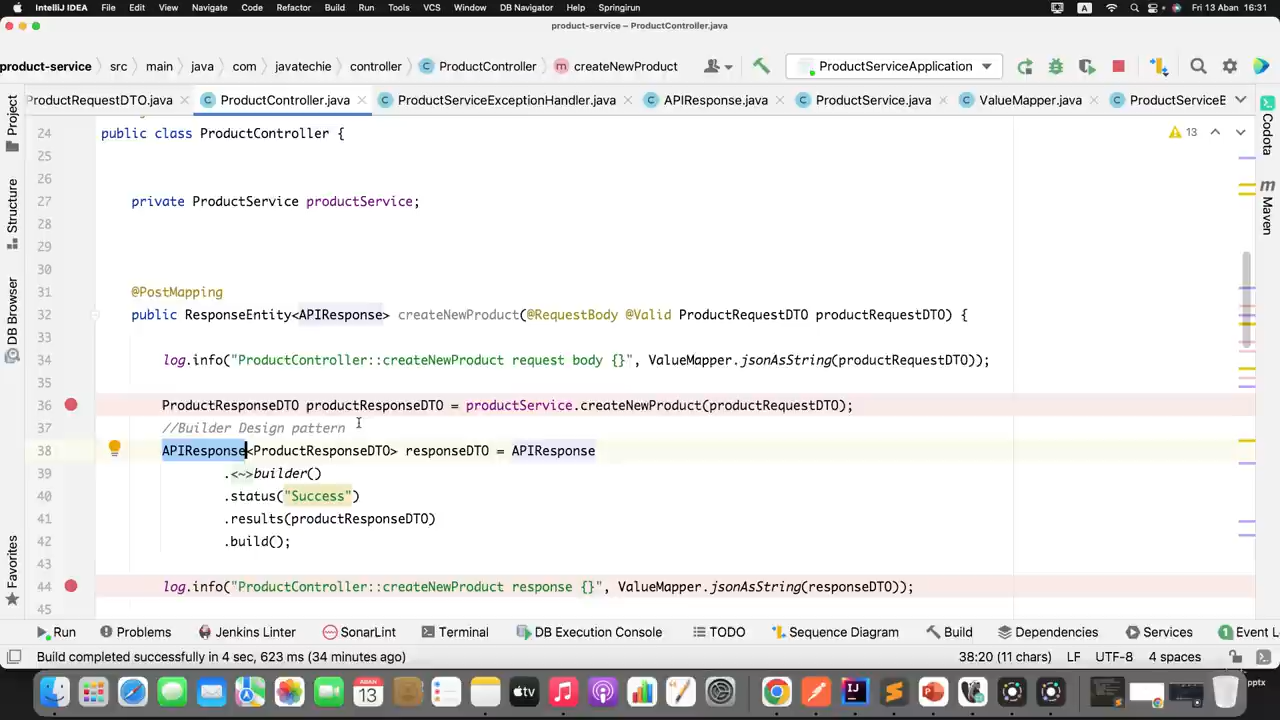 IntelliJ IDEA File Edit View Navigate Code Refactor Build Run Tools VCS Window DB Navigator Help Springirun A Fri 13 Aban 16:31
product-service – ProductController.java
product-service src main java com javatechie controller ProductController createNewProduct ProductServiceApplication
ProductRequestDTO.java ProductController.java ProductServiceExceptionHandler.java APIResponse.java ProductService.java ValueMapper.java ProductServiceE
Project
Structure
DB Browser
Favorites
Codota
Maven
13
24 public class ProductController {
25
26
27 private ProductService productService;
28
29
30
31 @PostMapping
32 public ResponseEntity<APIResponse> createNewProduct(@RequestBody @Valid ProductRequestDTO productRequestDTO) {
33
34 log.info("ProductController::createNewProduct request body {}", ValueMapper.jsonAsString(productRequestDTO));
35
36 ProductResponseDTO productResponseDTO = productService.createNewProduct(productRequestDTO);
37 //Builder Design pattern
38 APIResponse<ProductResponseDTO> responseDTO = APIResponse
39 .<~>builder()
40 .status("Success")
41 .results(productResponseDTO)
42 .build();
43
44 log.info("ProductController::createNewProduct response {}", ValueMapper.jsonAsString(responseDTO));
45
Run Problems Jenkins Linter SonarLint Terminal DB Execution Console TODO Sequence Diagram Build Dependencies Services 1 Event L
Build completed successfully in 4 sec, 623 ms (34 minutes ago) 38:20 (11 chars) LF UTF-8 4 spaces
13
tv
pptx